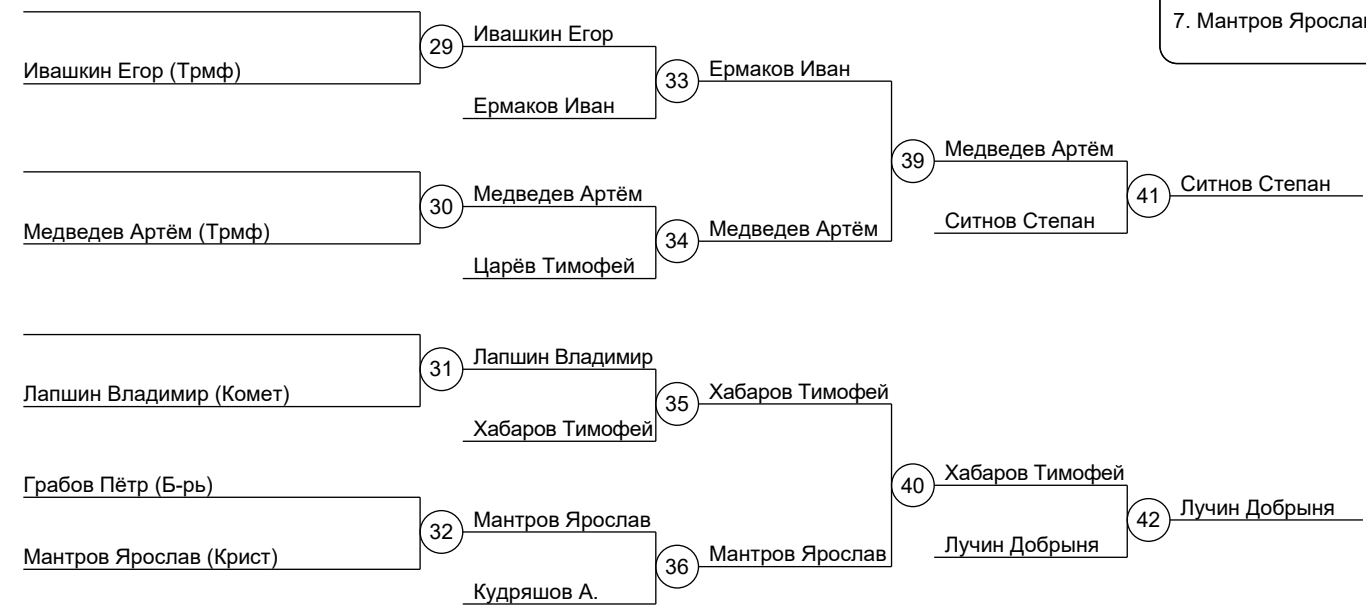 7. Мантров Ярослав
29
Ивашкин Егор
Ивашкин Егор (Трмф)
33
Ермаков Иван
Ермаков Иван
39
Медведев Артём
30
Медведев Артём
41
Ситнов Степан
Медведев Артём (Трмф)
34
Медведев Артём
Ситнов Степан
Царёв Тимофей
31
Лапшин Владимир
Лапшин Владимир (Комет)
35
Хабаров Тимофей
Хабаров Тимофей
Грабов Пётр (Б-рь)
40
Хабаров Тимофей
32
Мантров Ярослав
42
Лучин Добрыня
Мантров Ярослав (Крист)
36
Мантров Ярослав
Лучин Добрыня
Кудряшов А.